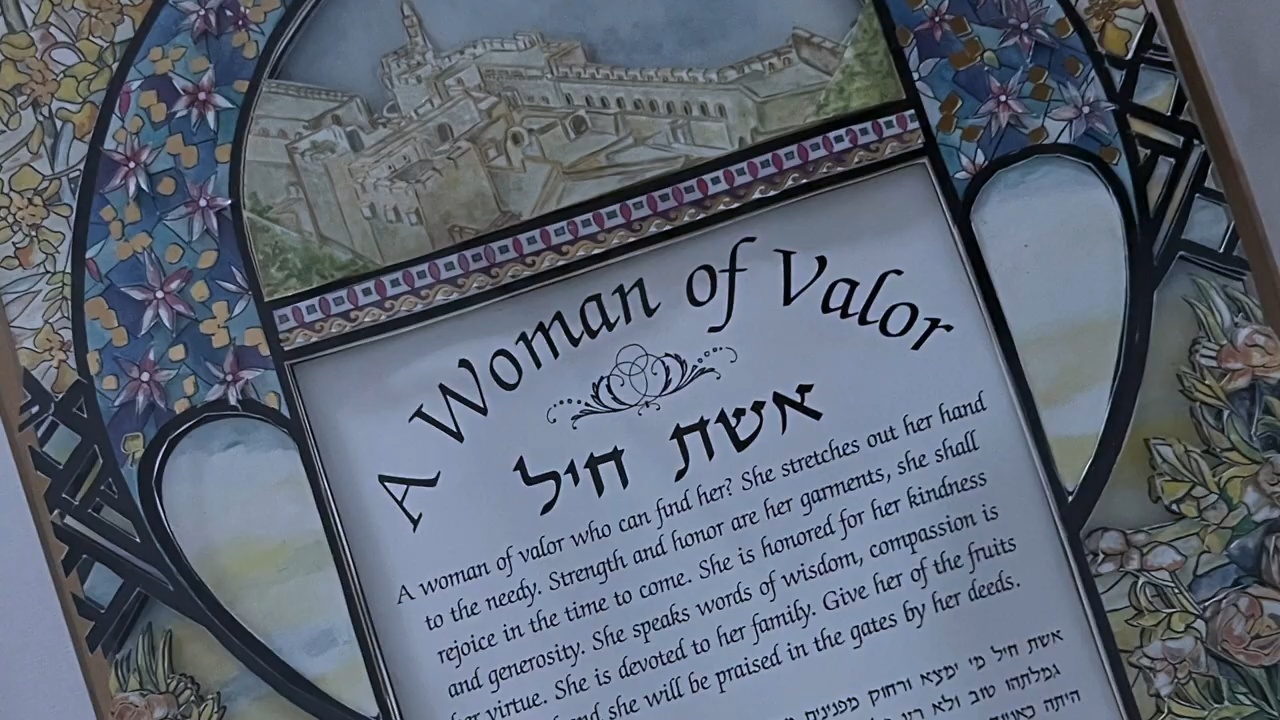 A Woman of Valor
אשת חיל
A woman of valor who can find her? She stretches out her hand
to the needy. Strength and honor are her garments, she shall
rejoice in the time to come. She is honored for her kindness
and generosity. She speaks words of wisdom, compassion is
her virtue. She is devoted to her family. Give her of the fruits
and she will be praised in the gates by her deeds.
אשת חיל מי ימצא ורחוק מפנינים
גמלתהו טוב ולא
היתה